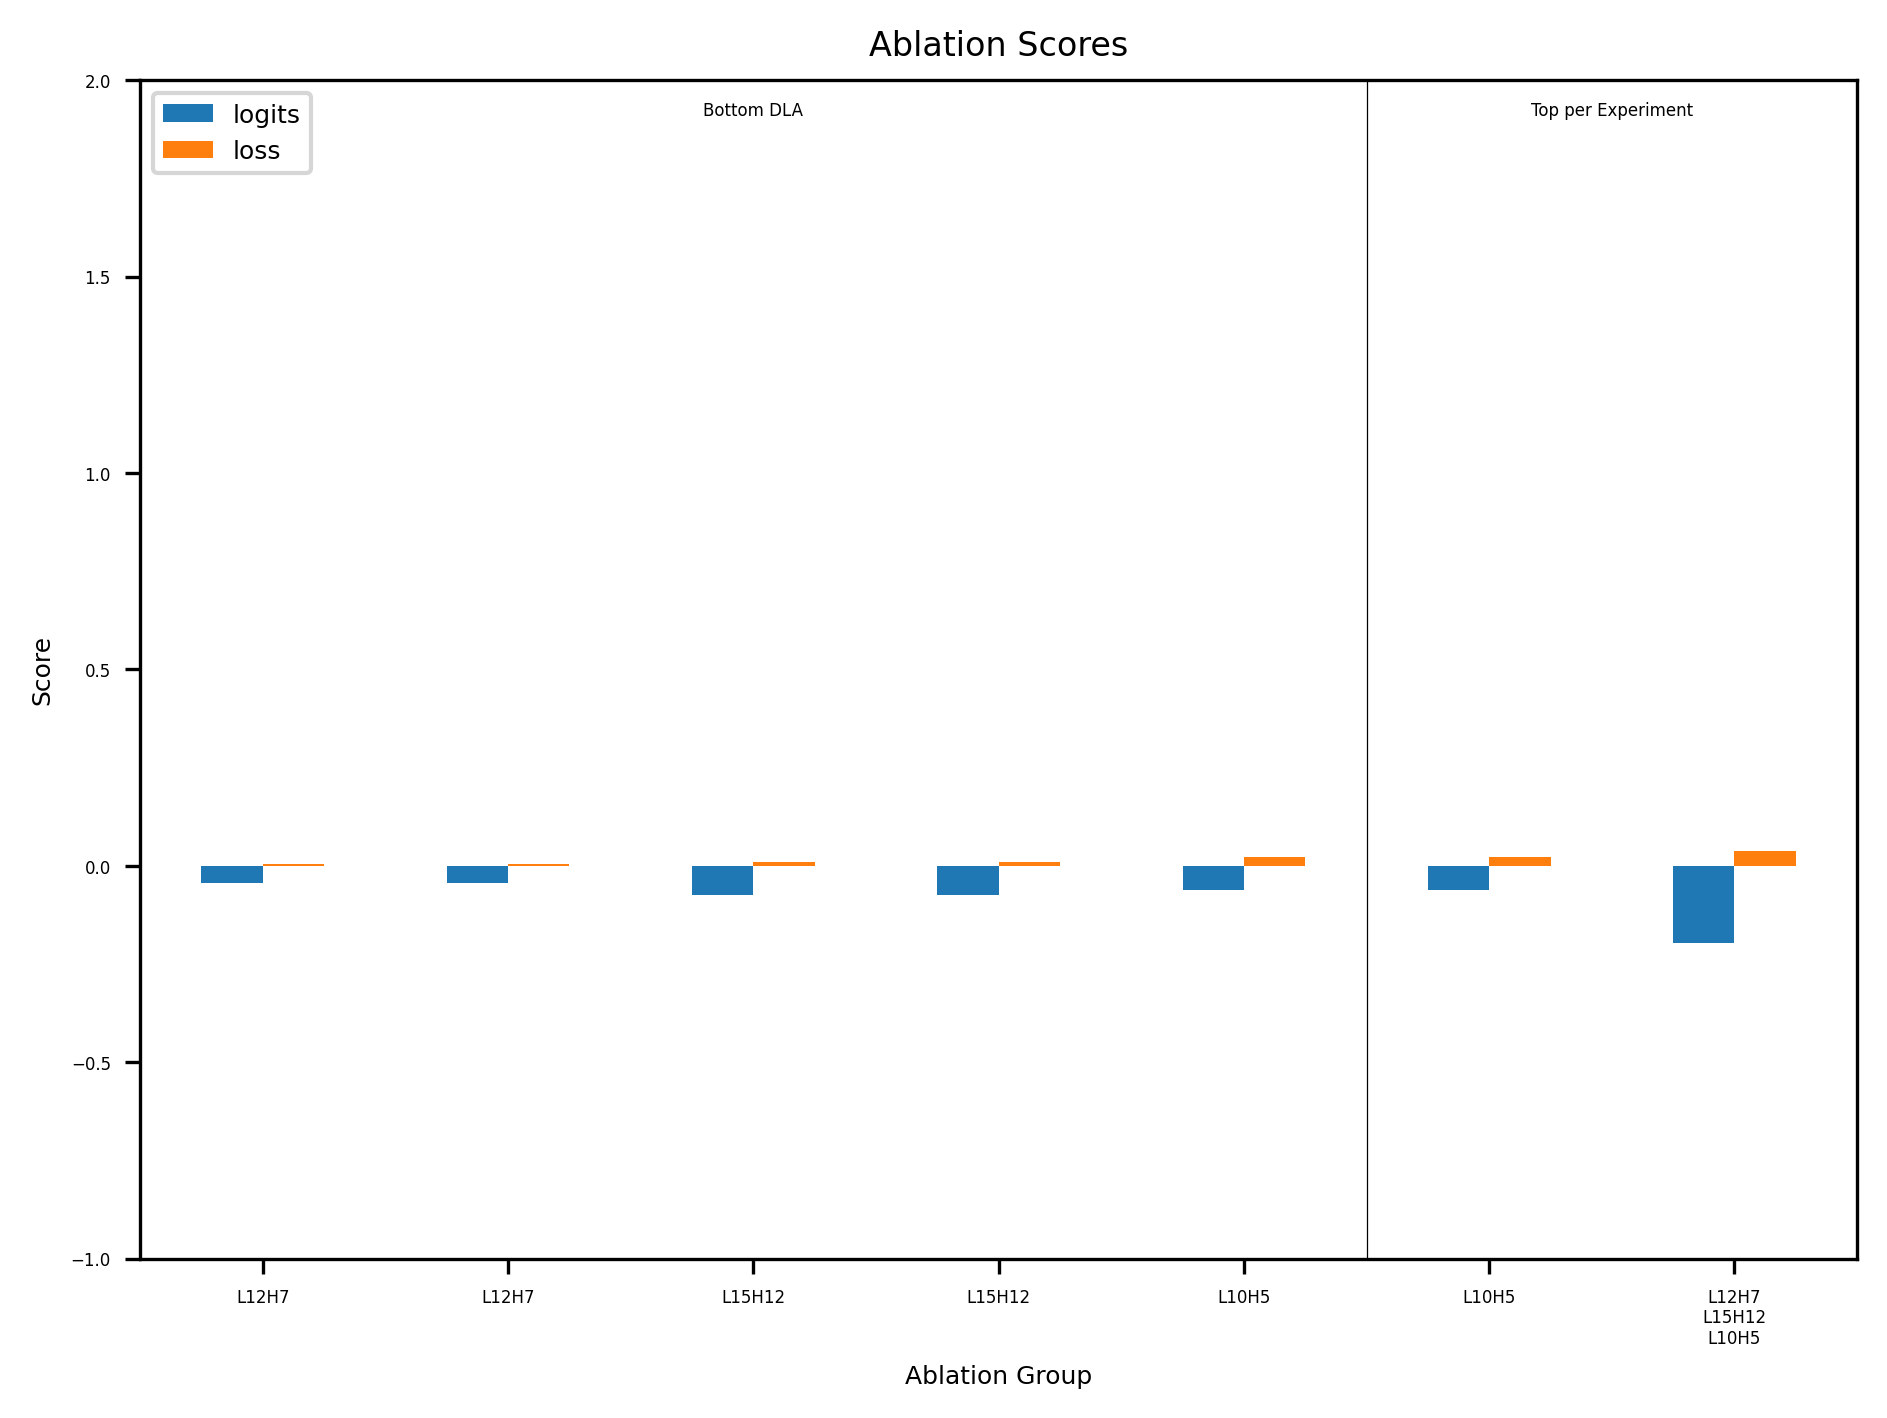 Ablation Scores
logits
loss
Bottom DLA
Top per Experiment
2.0
1.5
1.0
0.5
0.0
−0.5
−1.0
Score
L12H7
L12H7
L15H12
L15H12
L10H5
L10H5
L12H7
L15H12
L10H5
Ablation Group